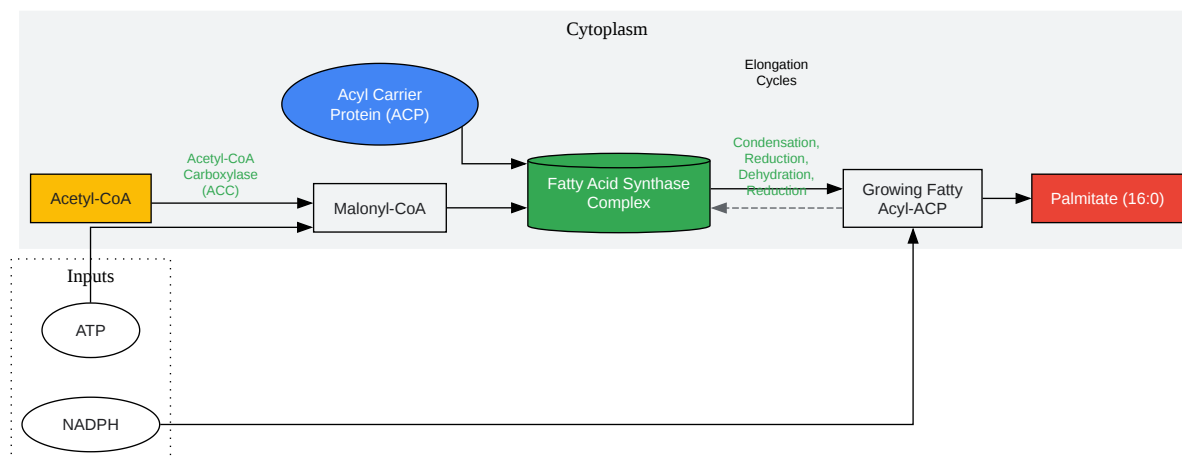 Cytoplasm
Elongation
Cycles
Acyl Carrier
Protein (ACP)
Acetyl-CoA
Carboxylase
(ACC)
Condensation,
Reduction,
Dehydration,
Reduction
Acetyl-CoA
Malonyl-CoA
Fatty Acid Synthase
Complex
Growing Fatty
Acyl-ACP
Palmitate (16:0)
Inputs
ATP
NADPH